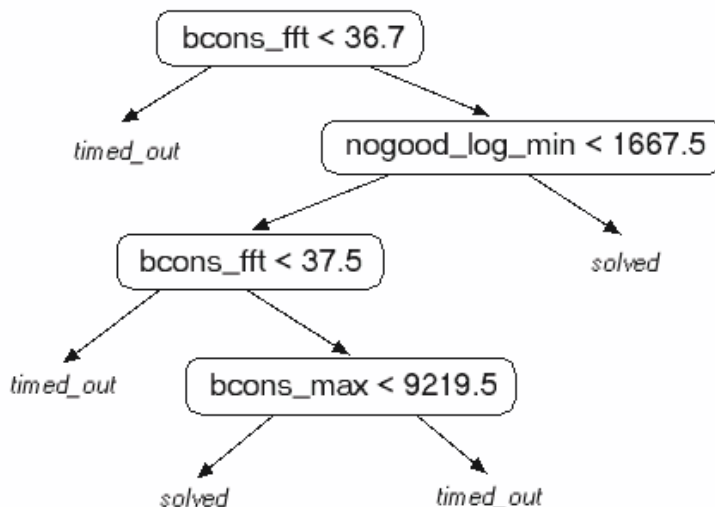 bcons_fft < 36.7
timed_out
nogood_log_min < 1667.5
bcons_fft < 37.5
solved
timed_out
bcons_max < 9219.5
solved
timed_out